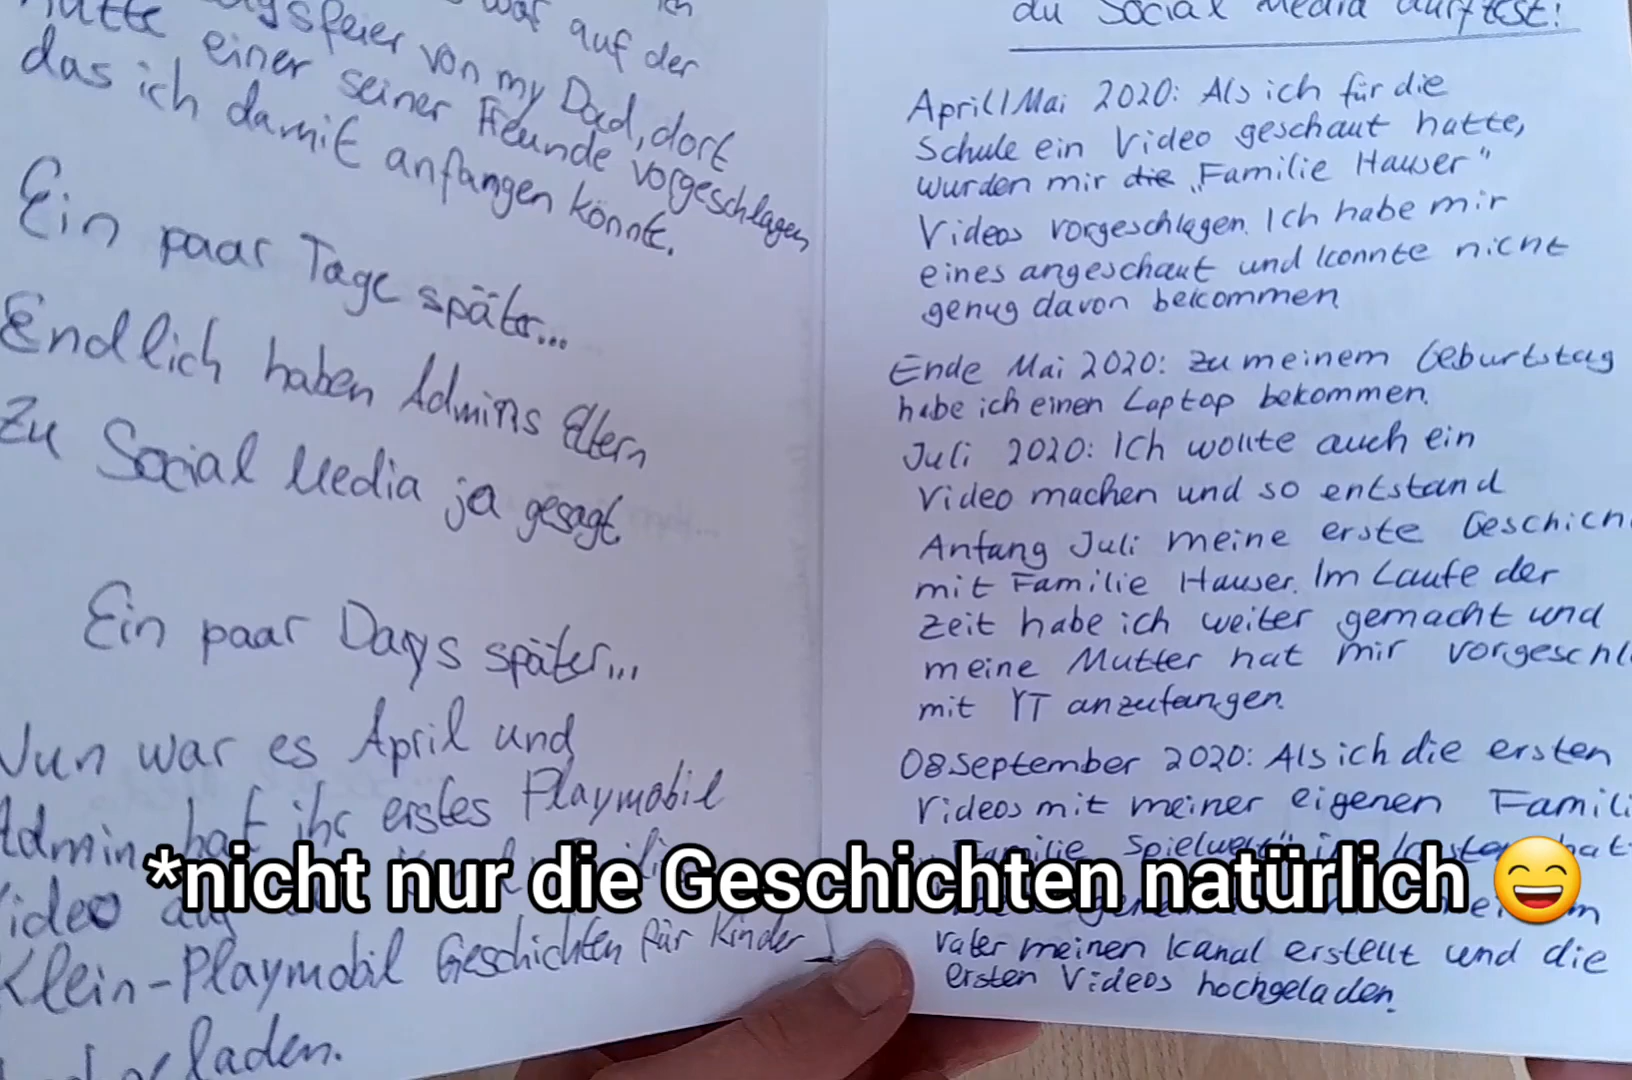 ich
war auf der
hatte
von my Dad, dort
einer seiner Freunde vorgeschlagen
das ich damit anfangen könnt.
Ein paar Tage später...
Endlich haben Admins Eltern
Zu Social Media ja gesagt
Ein paar Days später...
Nun war es April und
Admin hat ihr erstes Playmobil
Video auf
Klein-Playmobil Geschichten für Kinder
laden.
du Social Media durftest!
April/Mai 2020: Als ich für die
Schule ein Video geschaut hatte,
wurden mir die „Familie Hauser"
Videos vorgeschlagen. Ich habe mir
eines angeschaut und konnte nicht
genug davon bekommen.
Ende Mai 2020: Zu meinem Geburtstag
habe ich einen Laptop bekommen.
Juli 2020: Ich wollte auch ein
Video machen und so entstand
Anfang Juli meine erste Geschich
mit Familie Hauser. Im Laufe der
Zeit habe ich weiter gemacht und
meine Mutter hat mir vorgeschl
mit YT anzufangen.
08 September 2020: Als ich die ersten
Videos mit meiner eigenen Famili
Familie
*nicht nur die Geschichten natürlich 😄
Vater meinen Kanal erstellt und die
ersten Videos hochgeladen.